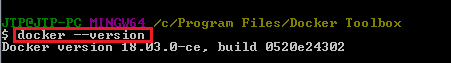 JTP@JTP-PC MINGW64 /c/Program Files/Docker Toolbox
$ docker --version
Docker version 18.03.0-ce, build 0520e24302